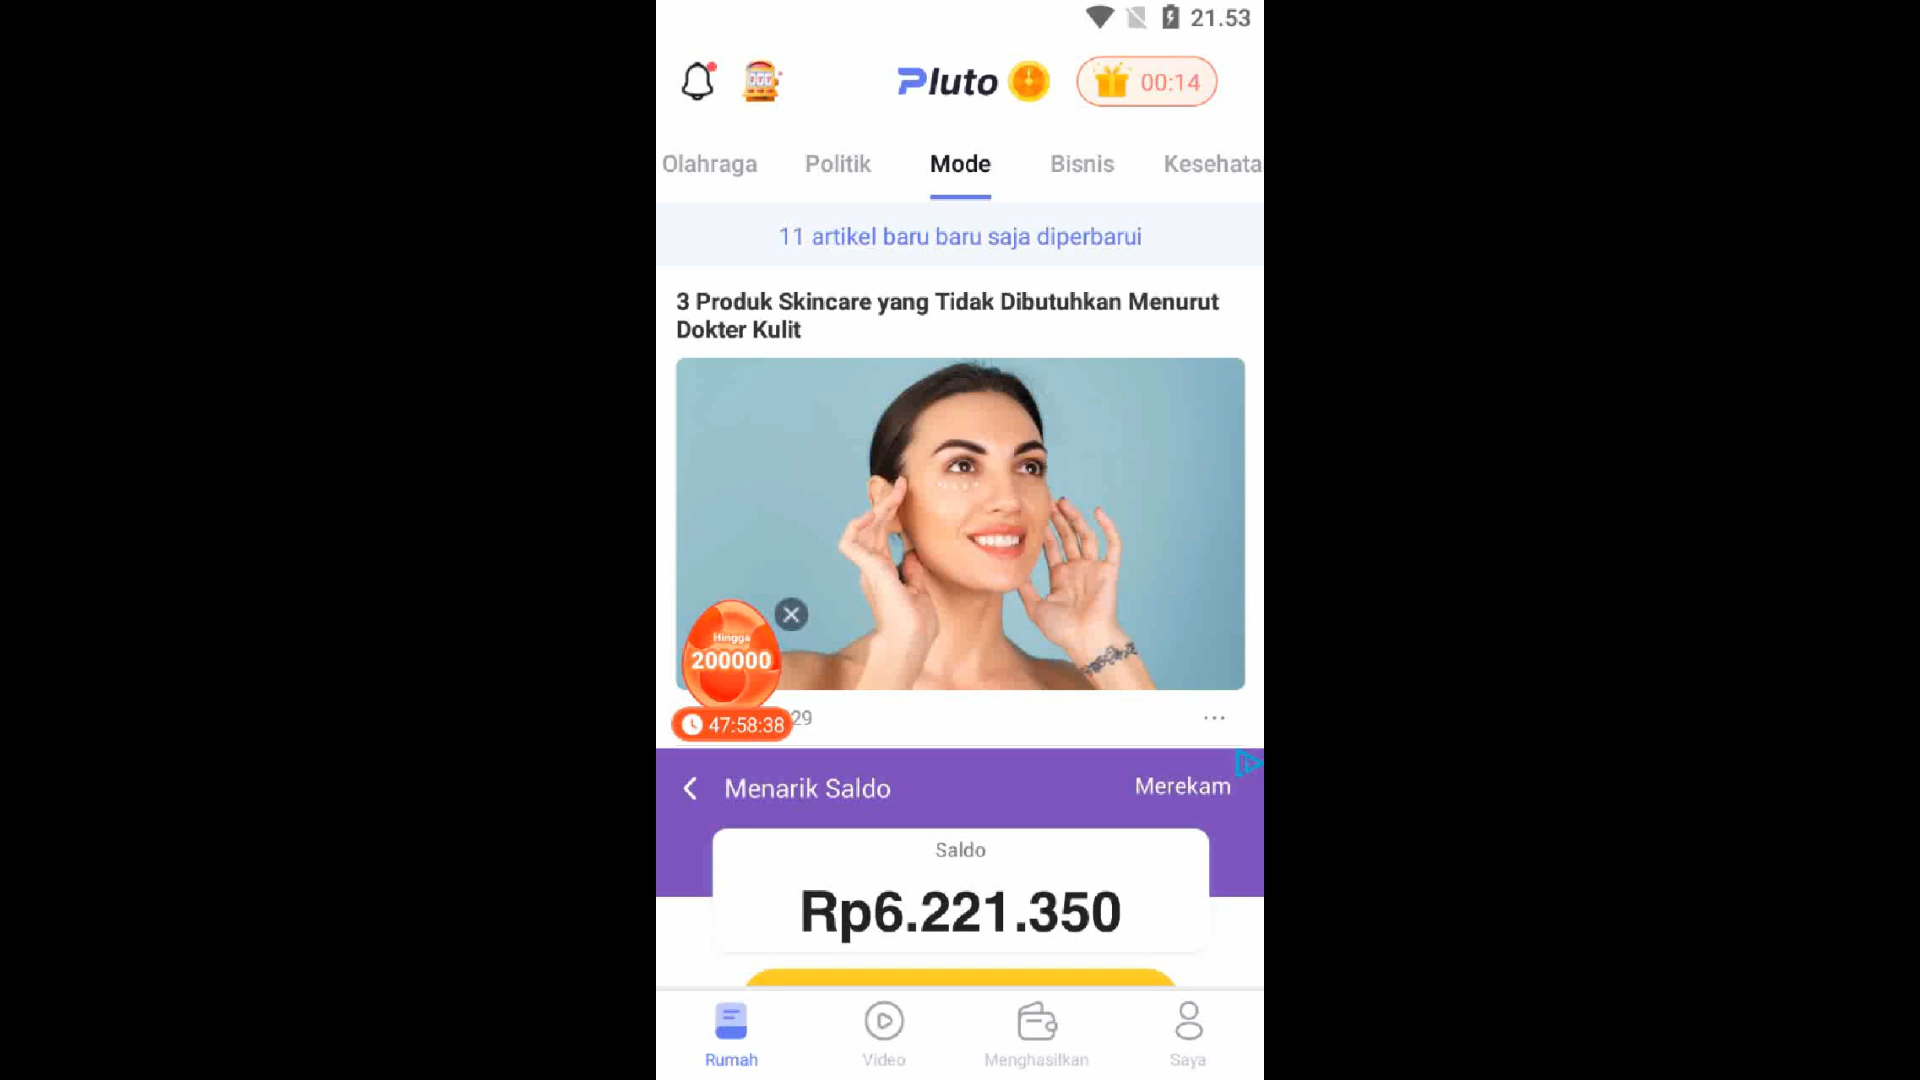 21.53
Pluto
00:14
Olahraga
Politik
Mode
Bisnis
Kesehata
11 artikel baru baru saja diperbarui
3 Produk Skincare yang Tidak Dibutuhkan Menurut
Dokter Kulit
Hingga
200000
47:58:38
29
Menarik Saldo
Merekam
Saldo
Rp6.221.350
Rumah
Video
Menghasilkan
Saya